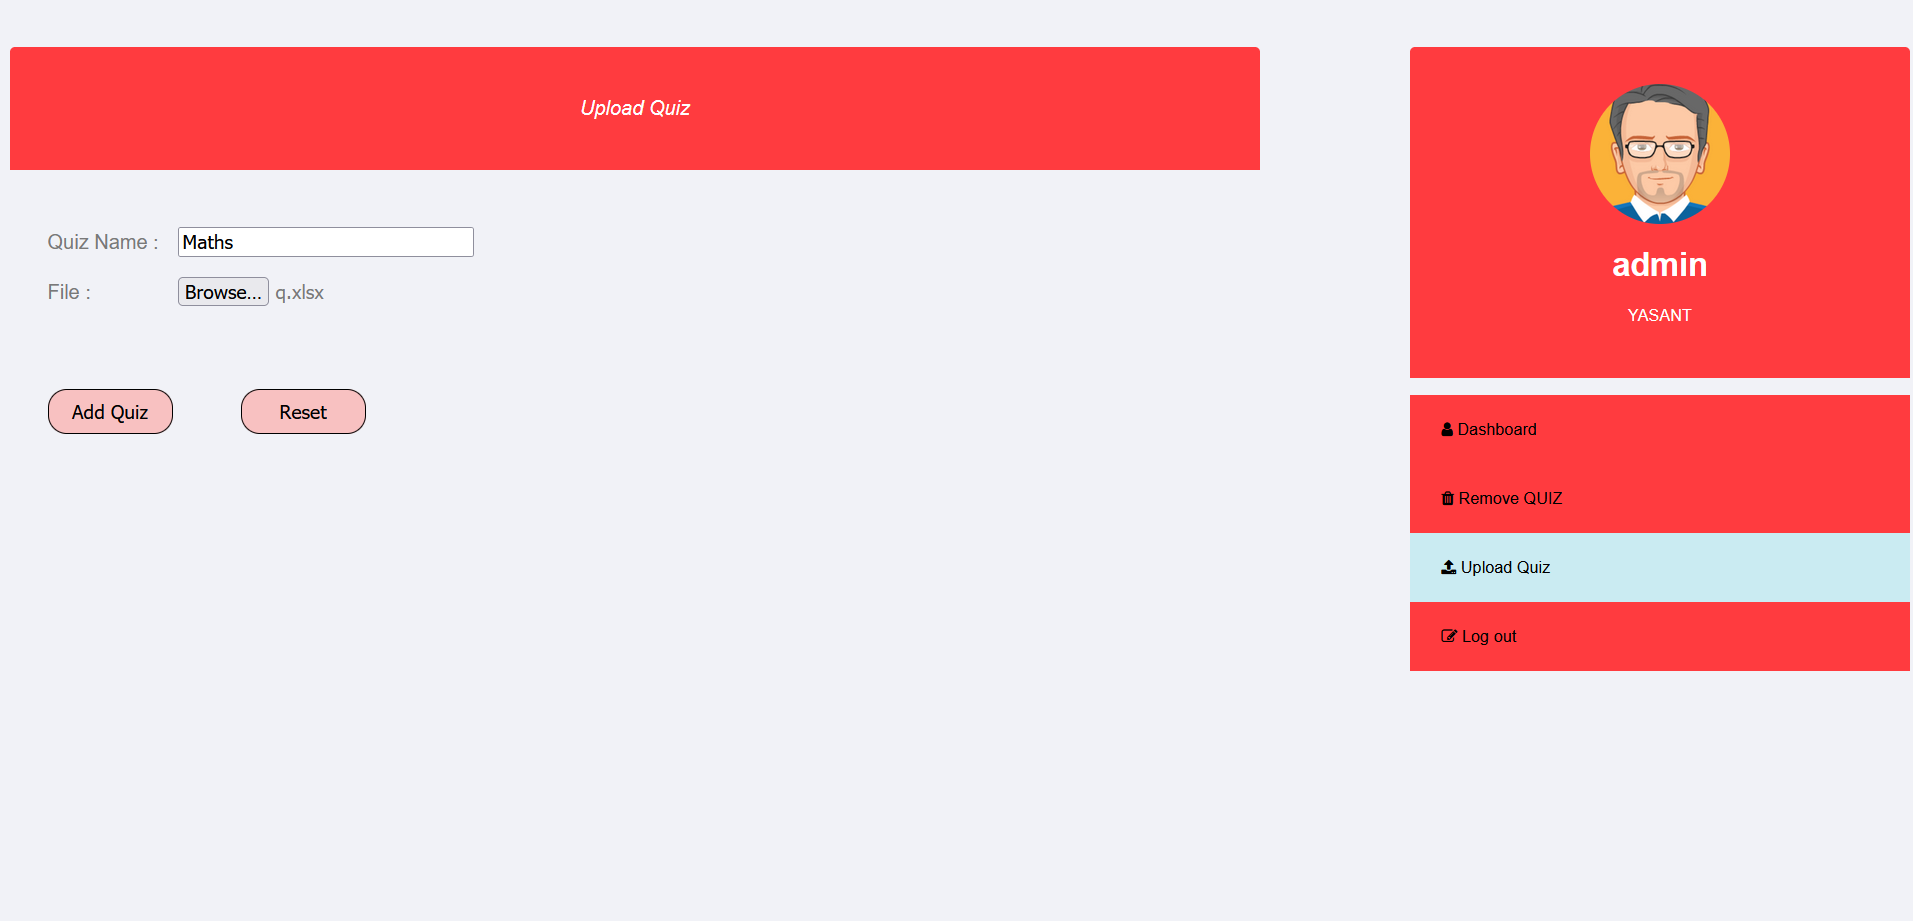 Upload Quiz
Quiz Name :
Maths
File :
Browse...
q.xlsx
Add Quiz
Reset
admin
YASANT
Dashboard
Remove QUIZ
Upload Quiz
Log out